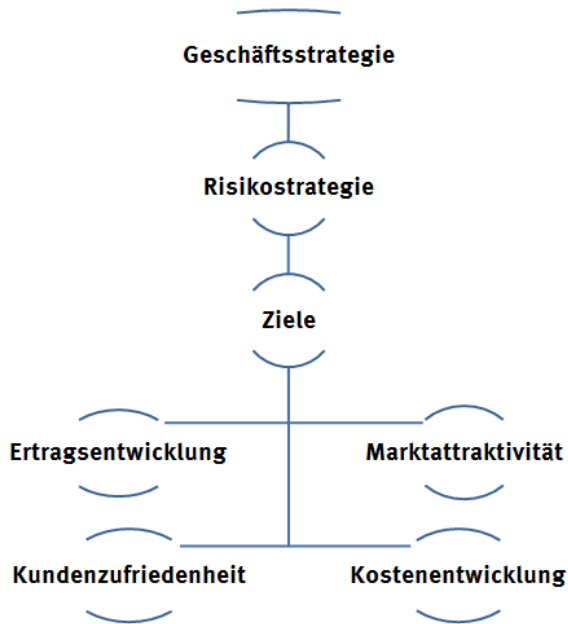 Geschäftsstrategie
Risikostrategie
Ziele
Ertragsentwicklung
Marktattraktivität
Kundenzufriedenheit
Kostenentwicklung